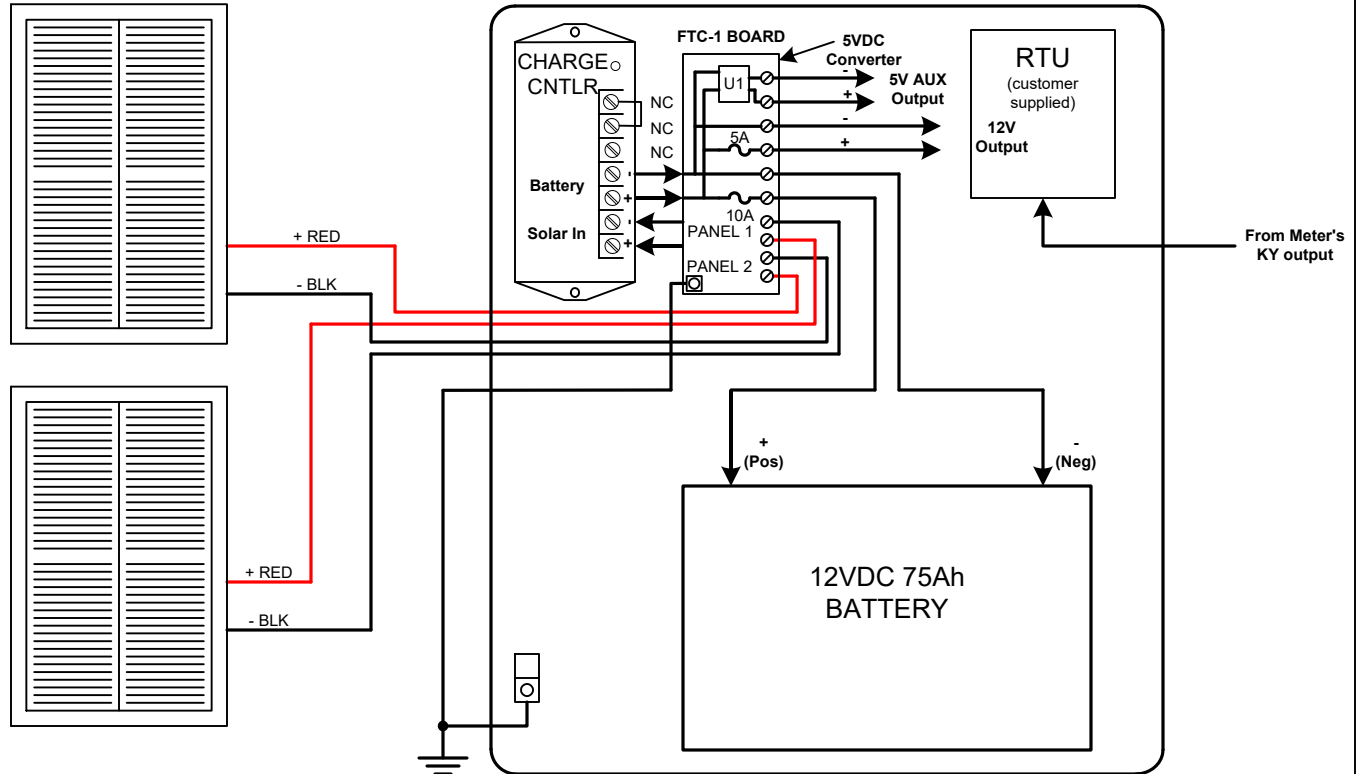 + RED
- BLK
+ RED
- BLK
CHARGE
CNTLR
NC
NC
NC
Battery
-
+
Solar In
-
+
FTC-1 BOARD
5VDC
Converter
U1
-
+
5V AUX
Output
-
+
12V
Output
5A
10A
PANEL 1
PANEL 2
RTU
(customer
supplied)
From Meter's
KY output
+
(Pos)
-
(Neg)
12VDC 75Ah
BATTERY